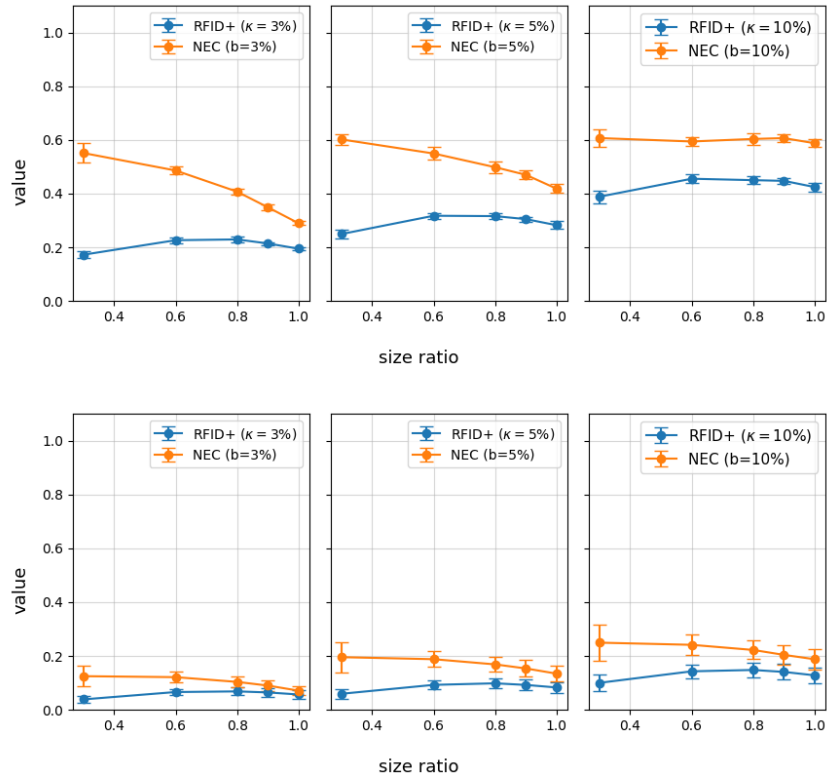 RFID+ (κ = 3%)
NEC (b=3%)
RFID+ (κ = 5%)
NEC (b=5%)
RFID+ (κ = 10%)
NEC (b=10%)
1.0
0.8
0.6
0.4
0.2
0.0
value
0.4 0.6 0.8 1.0
0.4 0.6 0.8 1.0
0.4 0.6 0.8 1.0
size ratio
RFID+ (κ = 3%)
NEC (b=3%)
RFID+ (κ = 5%)
NEC (b=5%)
RFID+ (κ = 10%)
NEC (b=10%)
1.0
0.8
0.6
0.4
0.2
0.0
value
0.4 0.6 0.8 1.0
0.4 0.6 0.8 1.0
0.4 0.6 0.8 1.0
size ratio